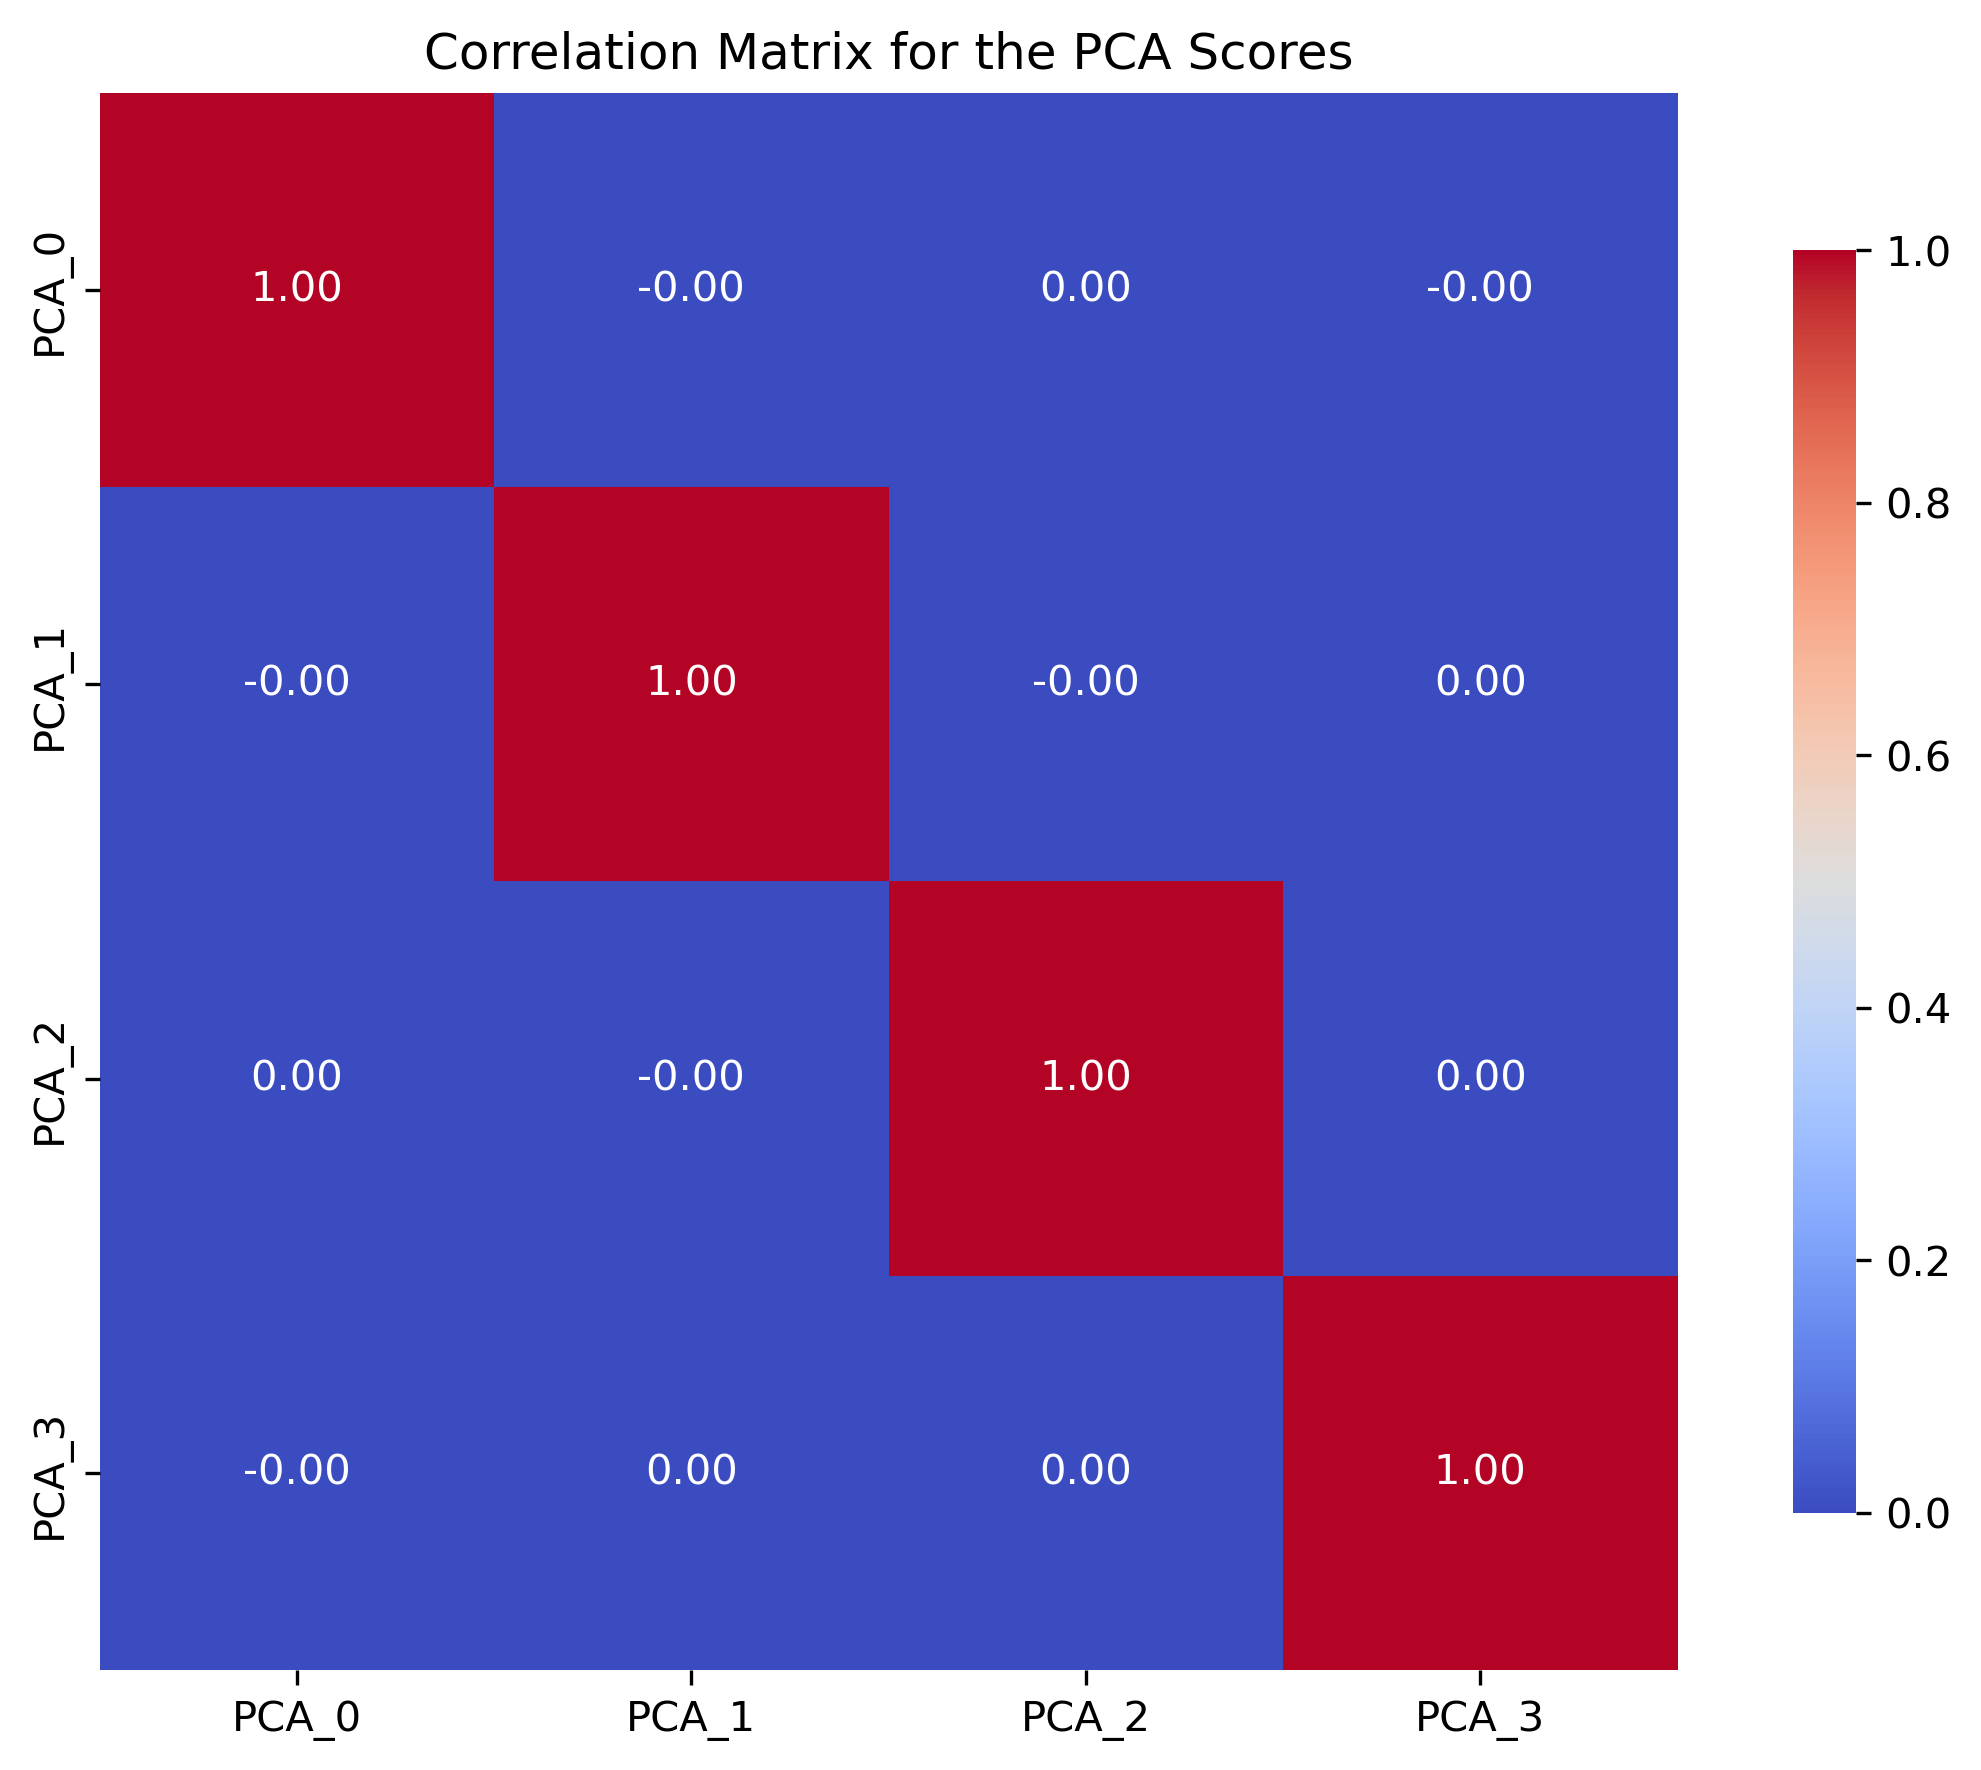 Correlation Matrix for the PCA Scores
PCA_0 1.00 -0.00 0.00 -0.00
PCA_1 -0.00 1.00 -0.00 0.00
PCA_2 0.00 -0.00 1.00 0.00
PCA_3 -0.00 0.00 0.00 1.00
PCA_0 PCA_1 PCA_2 PCA_3
1.0
0.8
0.6
0.4
0.2
0.0